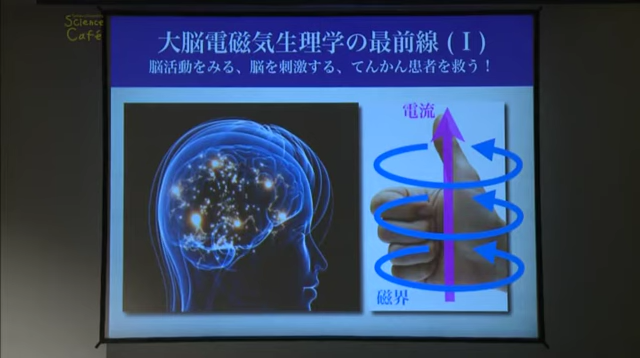 Science
Café
大脳電磁気生理学の最前線 (Ⅰ)
脳活動をみる、脳を刺激する、てんかん患者を救う！
電流
磁界